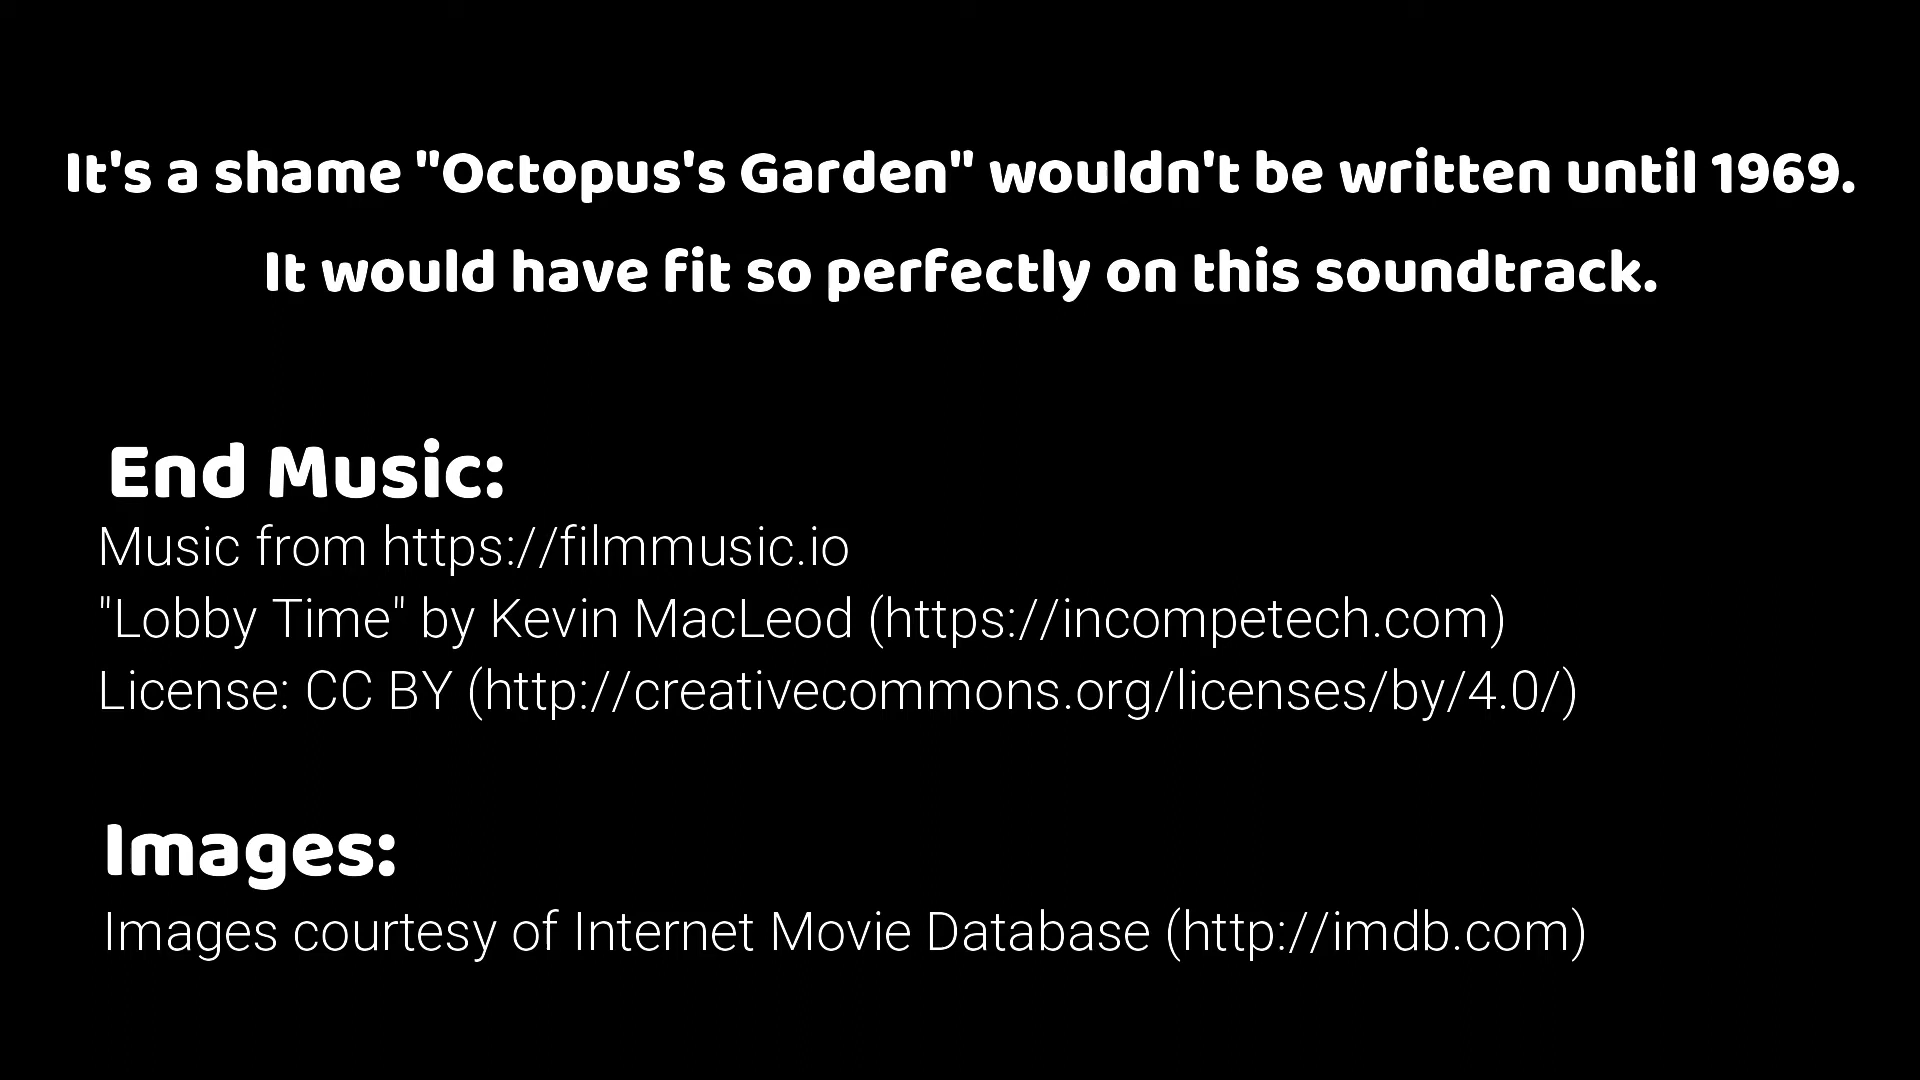 It's a shame "Octopus's Garden" wouldn't be written until 1969.
It would have fit so perfectly on this soundtrack.
End Music:
Music from https://filmmusic.io
"Lobby Time" by Kevin MacLeod (https://incompetech.com)
License: CC BY (http://creativecommons.org/licenses/by/4.0/)
Images:
Images courtesy of Internet Movie Database (http://imdb.com)